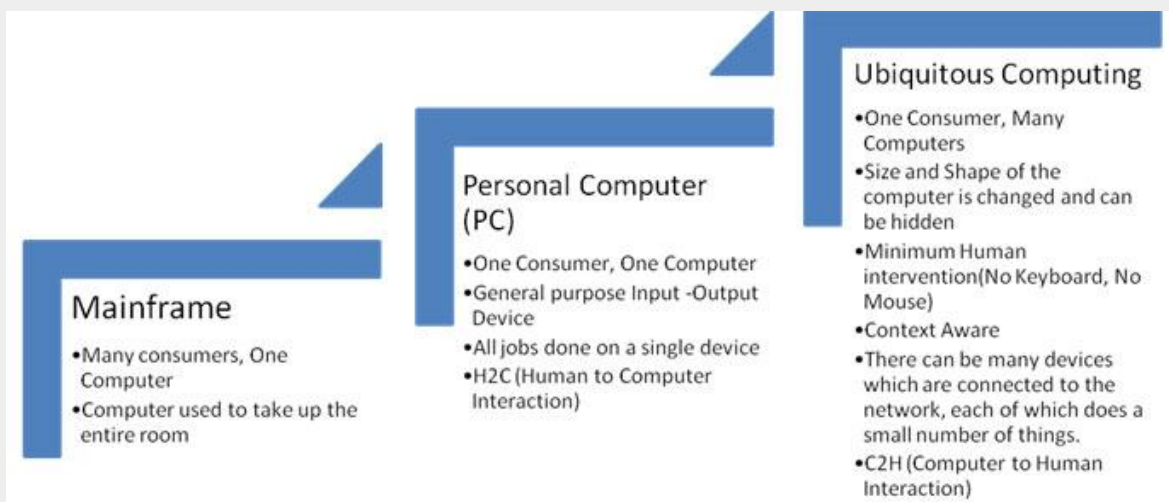 Mainframe
•Many consumers, One
Computer
•Computer used to take up the
entire room
Personal Computer
(PC)
•One Consumer, One Computer
•General purpose Input -Output
Device
•All jobs done on a single device
•H2C (Human to Computer
Interaction)
Ubiquitous Computing
•One Consumer, Many
Computers
•Size and Shape of the
computer is changed and can
be hidden
•Minimum Human
intervention(No Keyboard, No
Mouse)
•Context Aware
•There can be many devices
which are connected to the
network, each of which does a
small number of things.
•C2H (Computer to Human
Interaction)